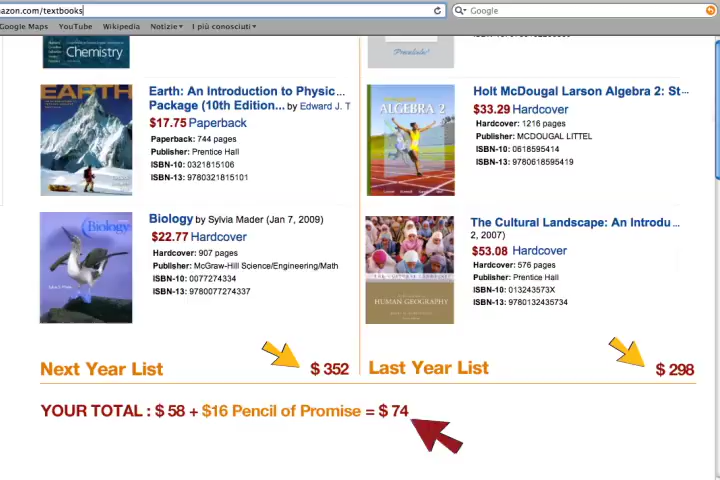 azon.com/textbooks
Google
Google Maps YouTube Wikipedia Notizie I più conosciuti
Chemistry
EARTH
Earth: An Introduction to Physic...
Package (10th Edition... by Edward J. T
$17.75 Paperback
Paperback: 744 pages
Publisher: Prentice Hall
ISBN-10: 0321815106
ISBN-13: 9780321815101
Biology
Biology by Sylvia Mader (Jan 7, 2009)
$22.77 Hardcover
Hardcover: 907 pages
Publisher: McGraw-Hill Science/Engineering/Math
ISBN-10: 0077274334
ISBN-13: 9780077274337
Next Year List $ 352
ALGEBRA 2
Holt McDougal Larson Algebra 2: St...
$33.29 Hardcover
Hardcover: 1216 pages
Publisher: MCDOUGAL LITTEL
ISBN-10: 0618595414
ISBN-13: 9780618595419
HUMAN GEOGRAPHY
The Cultural Landscape: An Introdu...
2, 2007)
$53.08 Hardcover
Hardcover: 576 pages
Publisher: Prentice Hall
ISBN-10: 013243573X
ISBN-13: 9780132435734
Last Year List $ 298
YOUR TOTAL : $ 58 + $16 Pencil of Promise = $ 74